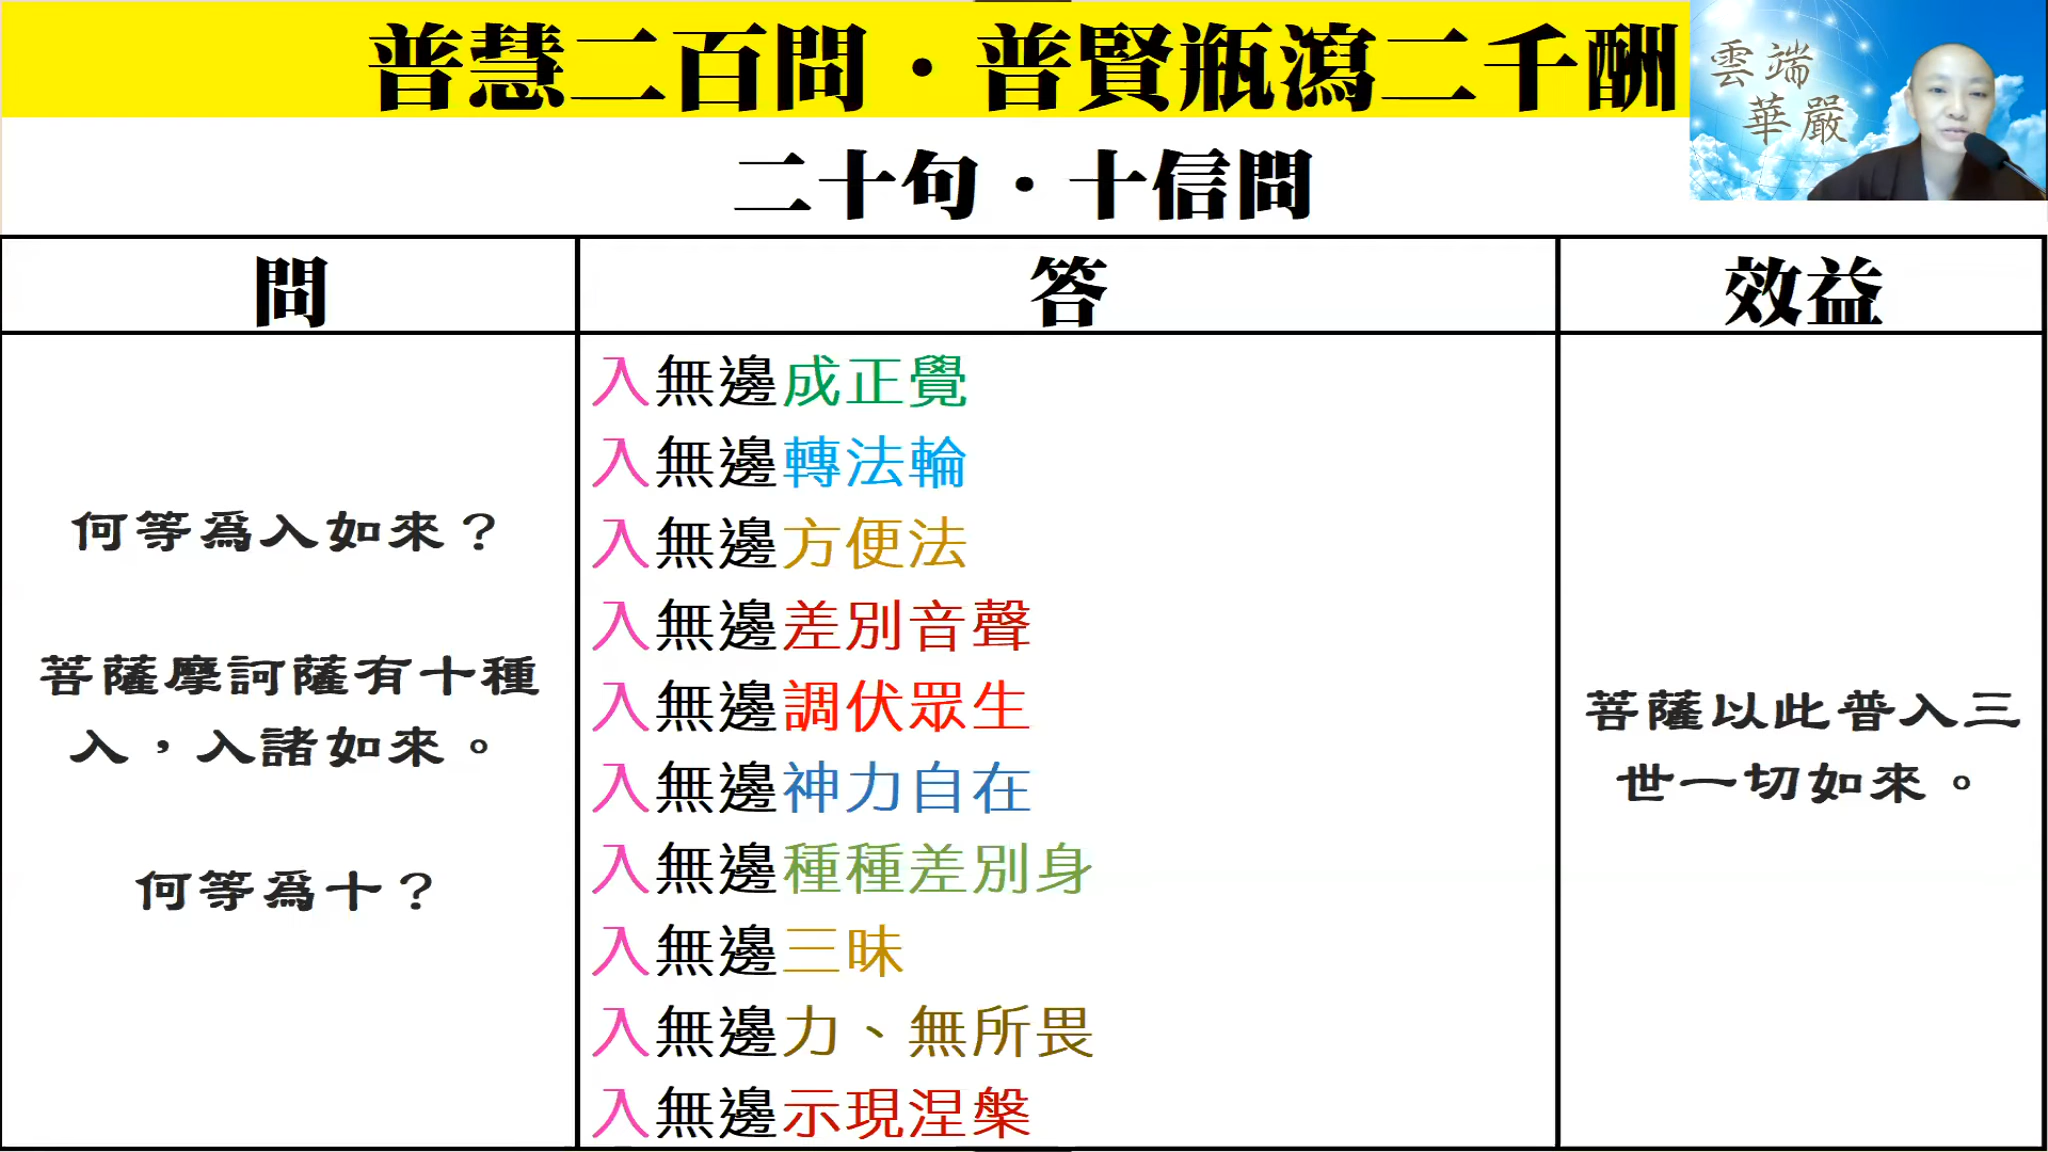 普慧二百問・普賢瓶瀉二千酬
雲端
華嚴
二十句・十信問
問
答
效益
何等爲入如來？
菩薩摩訶薩有十種
入，入諸如來。
何等爲十？
入無邊成正覺
入無邊轉法輪
入無邊方便法
入無邊差別音聲
入無邊調伏眾生
入無邊神力自在
入無邊種種差別身
入無邊三昧
入無邊力、無所畏
入無邊示現涅槃
菩薩以此普入三
世一切如來。